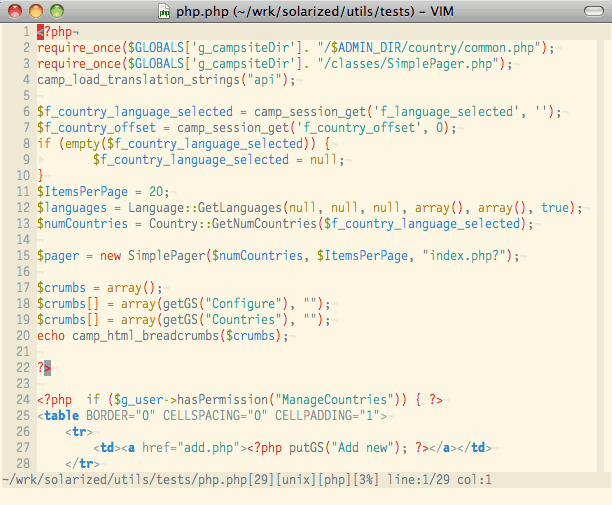 php.php (~/wrk/solarized/utils/tests) – VIM
1 <?php¬
2 require_once($GLOBALS['g_campsiteDir']. "/$ADMIN_DIR/country/common.php");¬
3 require_once($GLOBALS['g_campsiteDir']. "/classes/SimplePager.php");¬
4 camp_load_translation_strings("api");¬
5 ¬
6 $f_country_language_selected = camp_session_get('f_language_selected', '');¬
7 $f_country_offset = camp_session_get('f_country_offset', 0);¬
8 if (empty($f_country_language_selected)) {¬
9 ▸       $f_country_language_selected = null;¬
10 }¬
11 $ItemsPerPage = 20;¬
12 $languages = Language::GetLanguages(null, null, null, array(), array(), true);¬
13 $numCountries = Country::GetNumCountries($f_country_language_selected);¬
14 ¬
15 $pager = new SimplePager($numCountries, $ItemsPerPage, "index.php?");¬
16 ¬
17 $crumbs = array();¬
18 $crumbs[] = array(getGS("Configure"), "");¬
19 $crumbs[] = array(getGS("Countries"), "");¬
20 echo camp_html_breadcrumbs($crumbs);¬
21 ¬
22 ?>¬
23 ¬
24 <?php  if ($g_user->hasPermission("ManageCountries")) { ?>¬
25 <table BORDER="0" CELLSPACING="0" CELLPADDING="1">¬
26     <tr>¬
27         <td><a href="add.php"><?php putGS("Add new"); ?></a></td>¬
28     </tr>¬
~/wrk/solarized/utils/tests/php.php[29][unix][php][3%] line:1/29 col:1